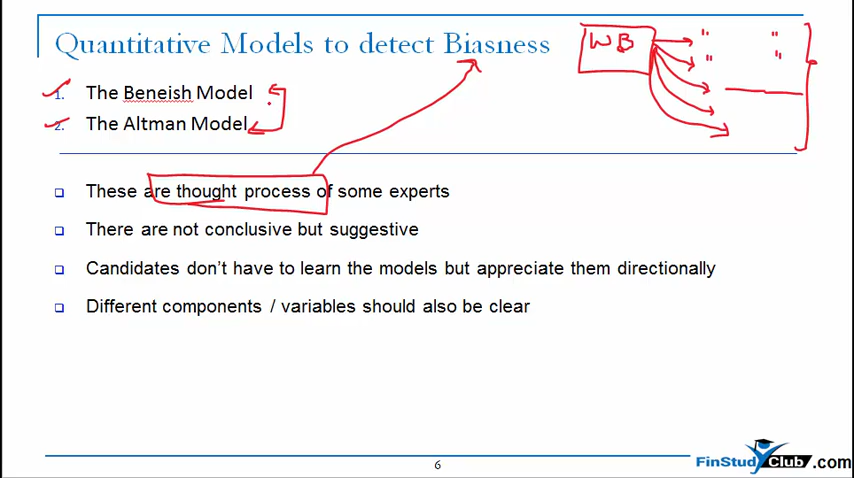 Quantitative Models to detect Biasness
WB
" "
" "
1. The Beneish Model
2. The Altman Model
These are thought process of some experts
There are not conclusive but suggestive
Candidates don't have to learn the models but appreciate them directionally
Different components / variables should also be clear
6
FinStudyClub.com